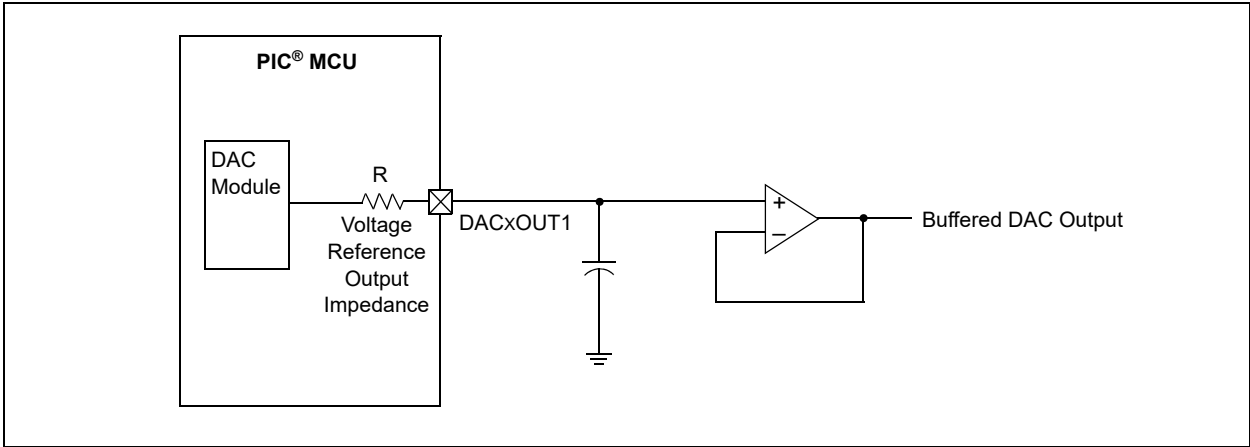 PIC® MCU
DAC
Module
R
Voltage
Reference
Output
Impedance
DACxOUT1
+
–
Buffered DAC Output